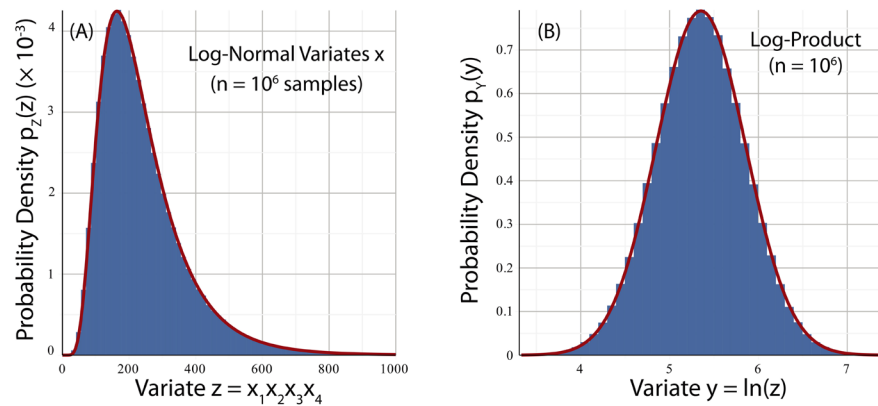 (A)
Log-Normal Variates x
(n = 10⁶ samples)
Probability Density p_Z(z) (× 10⁻³)
4
3
2
1
0
0 200 400 600 800 1000
Variate z = x₁x₂x₃x₄
(B)
Log-Product
(n = 10⁶)
Probability Density p_Y(y)
0.7
0.6
0.5
0.4
0.3
0.2
0.1
0
4 5 6 7
Variate y = ln(z)